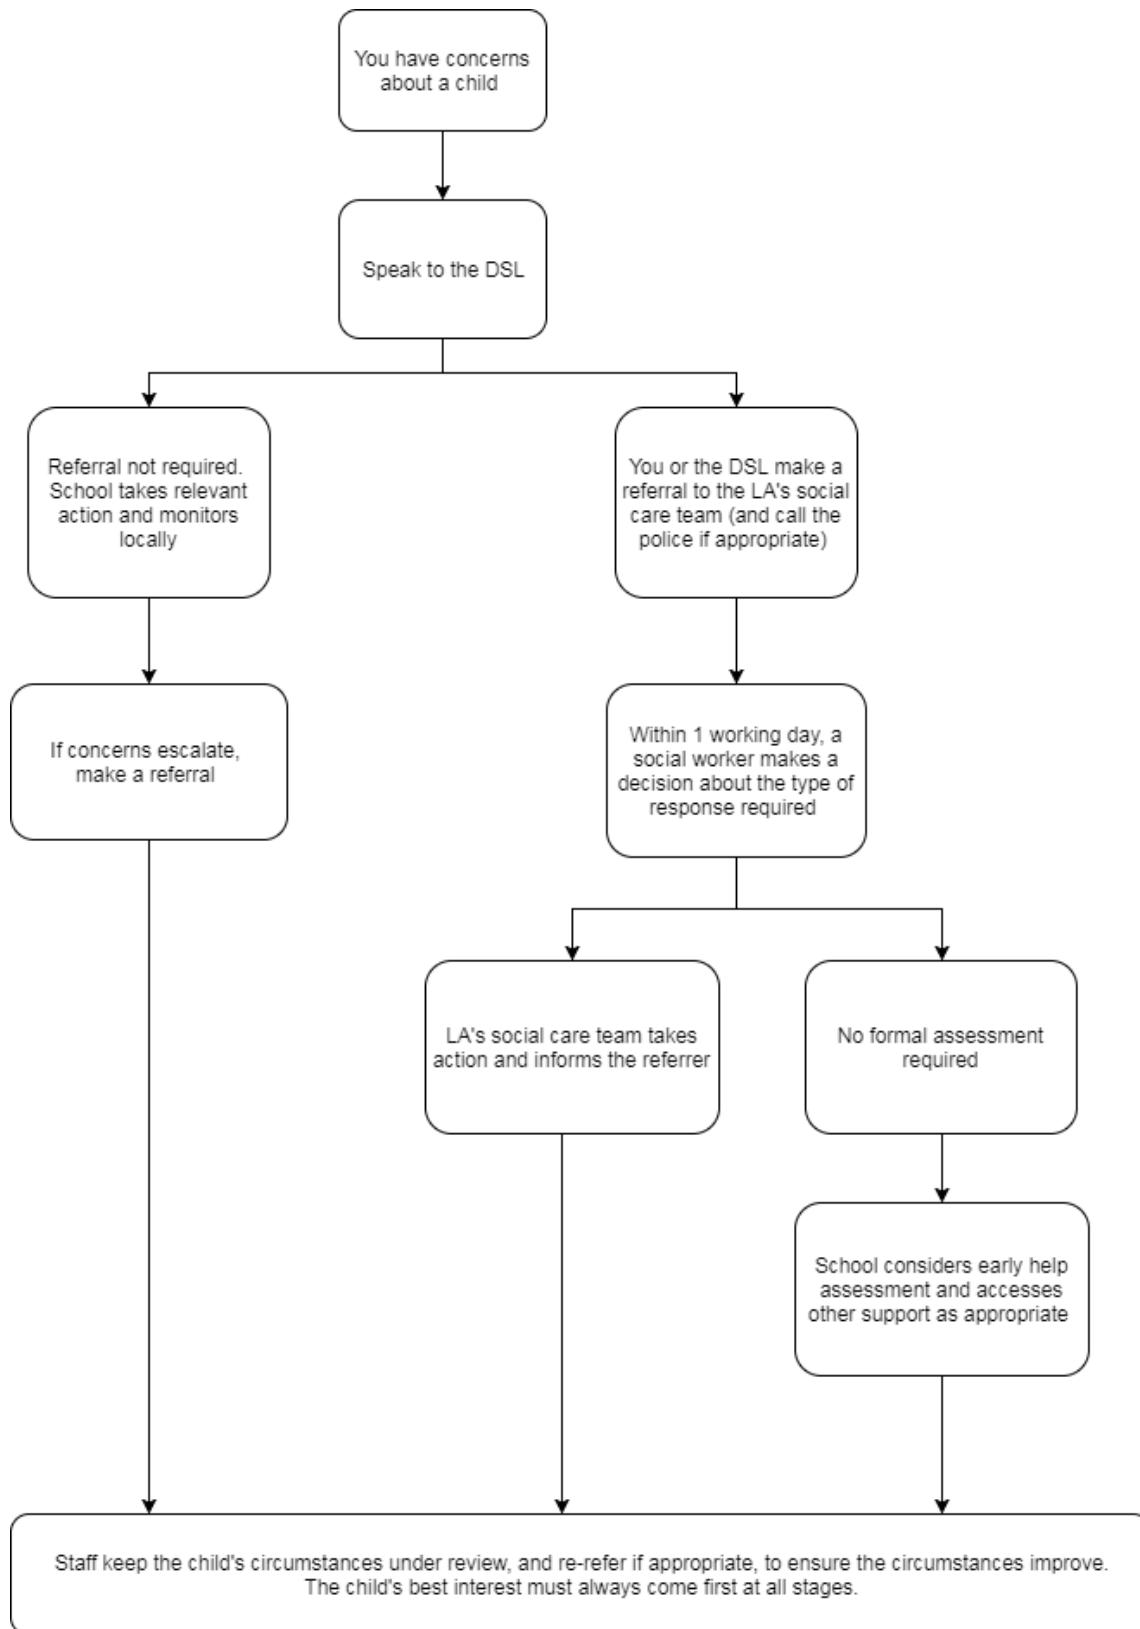 You have concerns
about a child
Speak to the DSL
Referral not required.
School takes relevant
action and monitors
locally
You or the DSL make a
referral to the LA's social
care team (and call the
police if appropriate)
If concerns escalate,
make a referral
Within 1 working day, a
social worker makes a
decision about the type of
response required
LA's social care team takes
action and informs the referrer
No formal assessment
required
School considers early help
assessment and accesses
other support as appropriate
Staff keep the child's circumstances under review, and re-refer if appropriate, to ensure the circumstances improve.
The child's best interest must always come first at all stages.